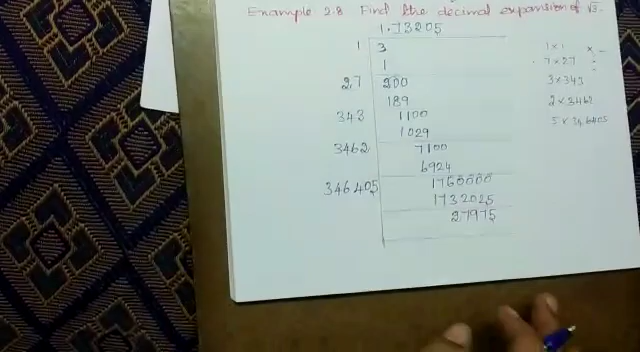 Example 2.8 Find the decimal expansion of √3.
1.73205
1 3 1×1 × -
1 7×27 -
27 200 3×343
189 2×3462
343 1100 5×346405
1029
3462 7100
6924
346405 1760000
1732025
27975